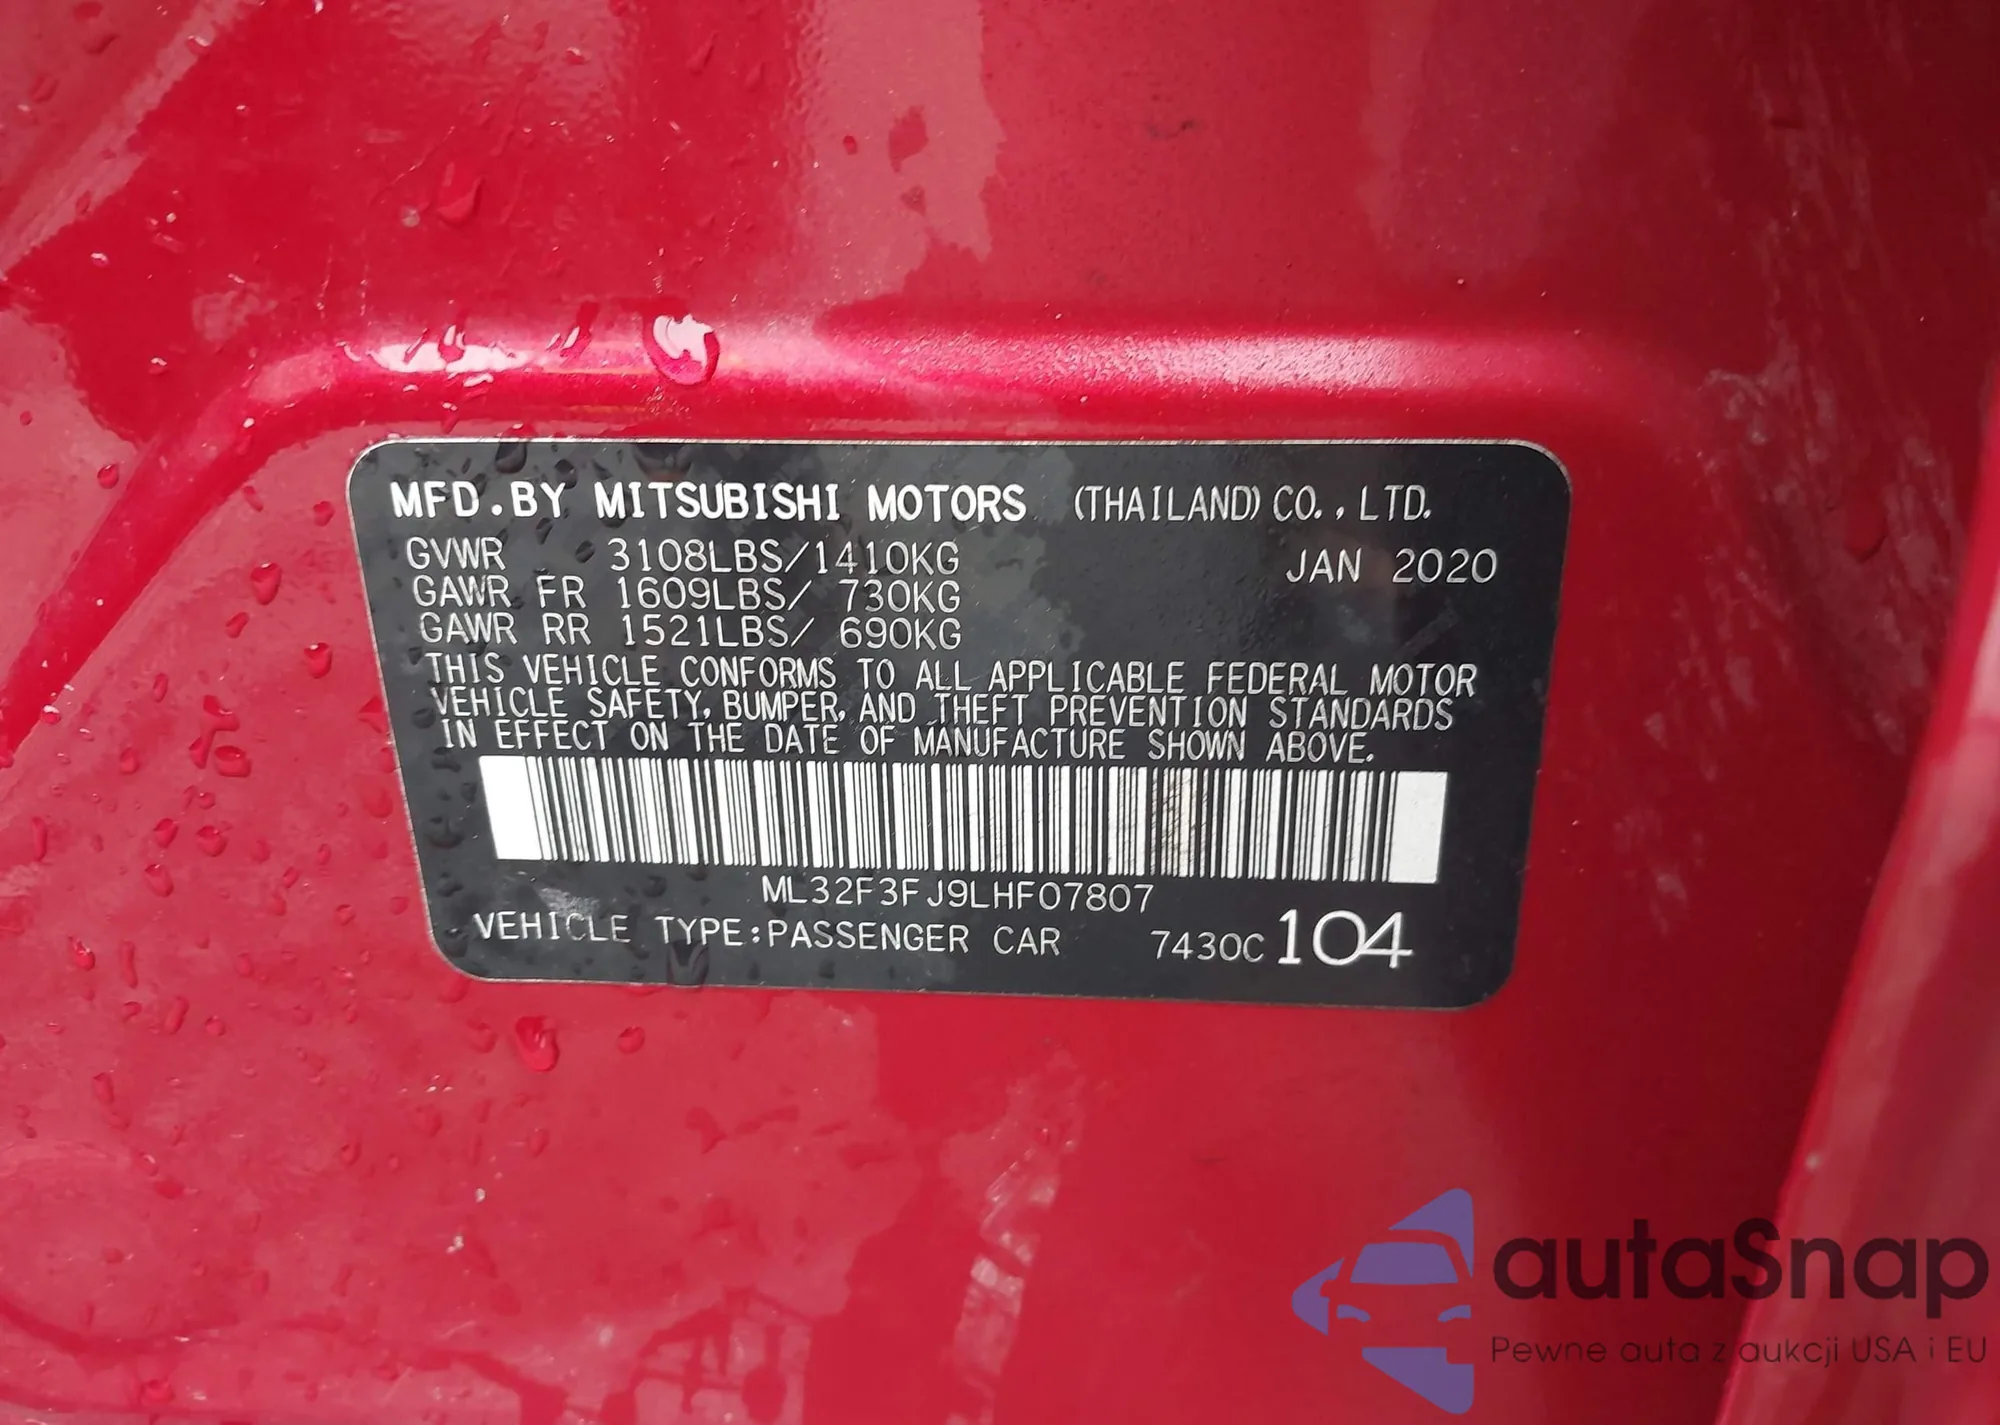 MFD.BY MITSUBISHI MOTORS (THAILAND) CO., LTD.
GVWR 3108LBS/1410KG JAN 2020
GAWR FR 1609LBS/ 730KG
GAWR RR 1521LBS/ 690KG
THIS VEHICLE CONFORMS TO ALL APPLICABLE FEDERAL MOTOR
VEHICLE SAFETY, BUMPER, AND THEFT PREVENTION STANDARDS
IN EFFECT ON THE DATE OF MANUFACTURE SHOWN ABOVE.
ML32F3FJ9LHF07807
VEHICLE TYPE:PASSENGER CAR 7430C 104
autaSnap
Pewne auta z aukcji USA i EU